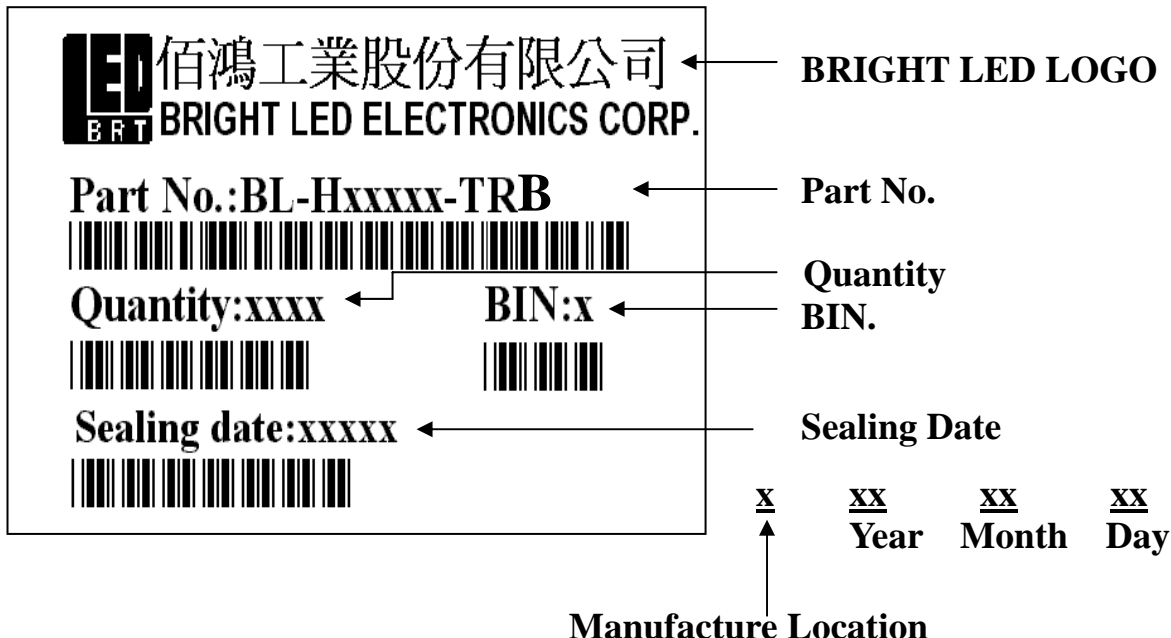 LED 佰鴻工業股份有限公司 BRIGHT LED LOGO
BRT BRIGHT LED ELECTRONICS CORP.
Part No.:BL-Hxxxxx-TRB Part No.
Quantity
Quantity:xxxx BIN:x BIN.
Sealing date:xxxxx Sealing Date
x xx xx xx
Year Month Day
Manufacture Location